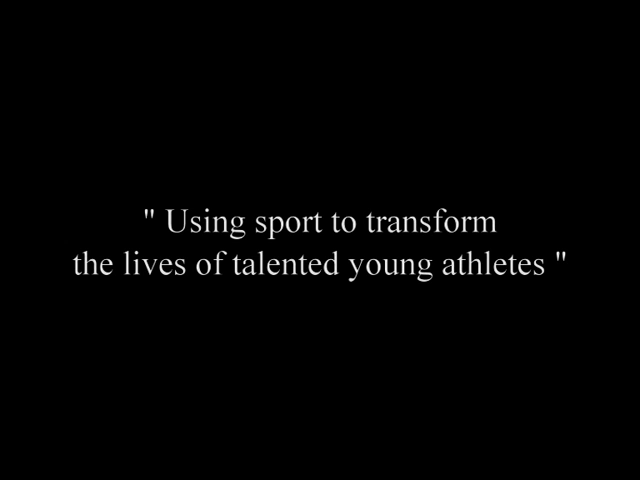 " Using sport to transform
the lives of talented young athletes "